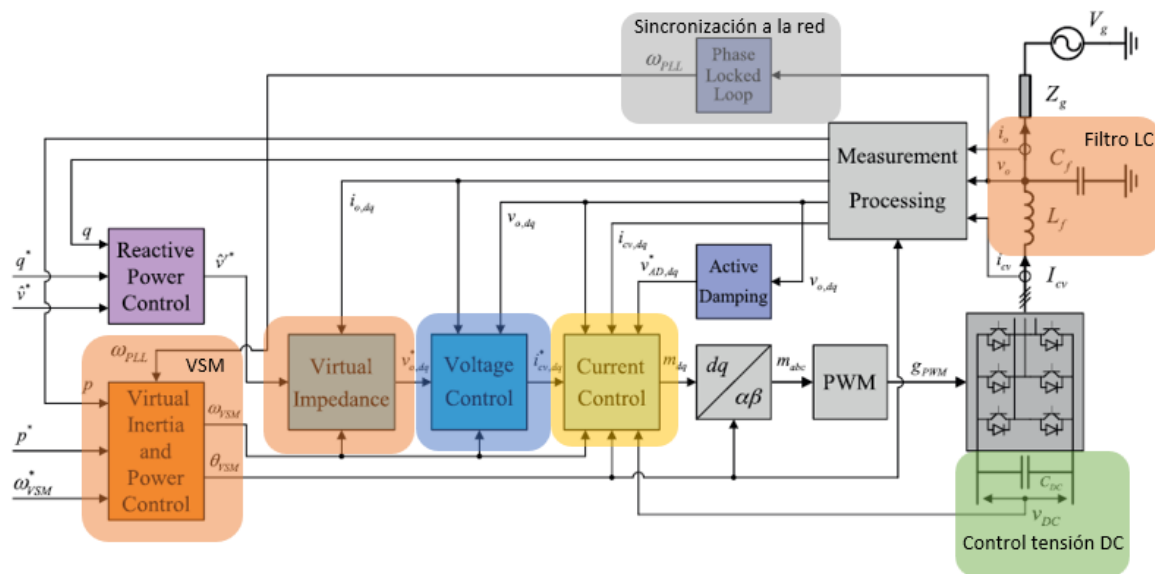 Sincronización a la red
V_g
ω_PLL
Phase
Locked
Loop
Z_g
Filtro LC
i_o
C_f
v_o
Measurement
Processing
L_f
i_o,dq
v_o,dq
i_cv,dq
i_cv
I_cv
q
q*
v̂*
Reactive
Power
Control
v̂'*
v*_AD,dq
Active
Damping
v_o,dq
ω_PLL
VSM
p
p*
ω*_VSM
Virtual
Inertia
and
Power
Control
ω_VSM
θ_VSM
Virtual
Impedance
v*_o,dq
Voltage
Control
i*_cv,dq
Current
Control
m_dq
dq
αβ
m_abc
PWM
g_PWM
C_DC
v_DC
Control tensión DC